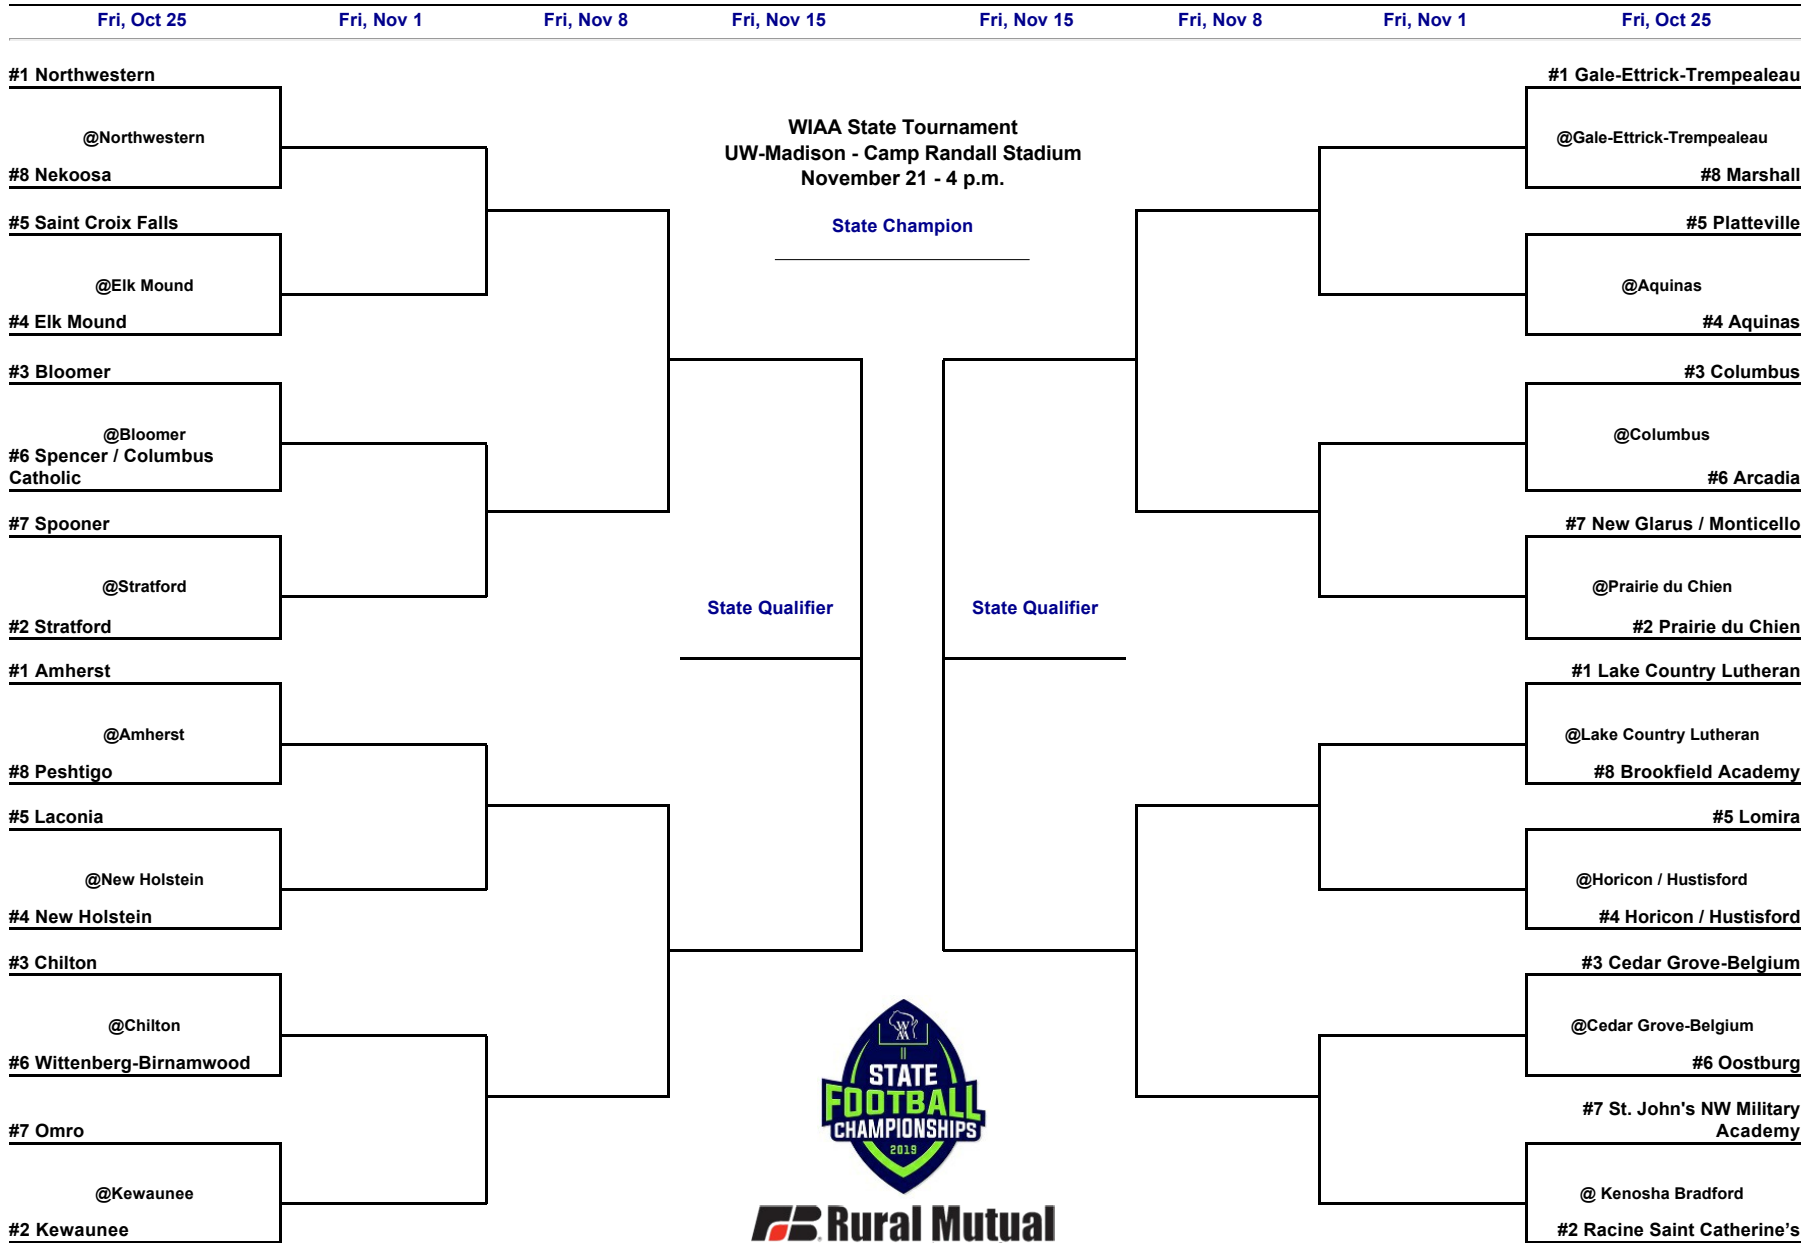 Fri, Oct 25 Fri, Nov 1 Fri, Nov 8 Fri, Nov 15 Fri, Nov 15 Fri, Nov 8 Fri, Nov 1 Fri, Oct 25
#1 Northwestern
@Northwestern
#8 Nekoosa
#5 Saint Croix Falls
@Elk Mound
#4 Elk Mound
#3 Bloomer
@Bloomer
#6 Spencer / Columbus
Catholic
#7 Spooner
@Stratford
#2 Stratford
#1 Amherst
@Amherst
#8 Peshtigo
#5 Laconia
@New Holstein
#4 New Holstein
#3 Chilton
@Chilton
#6 Wittenberg-Birnamwood
#7 Omro
@Kewaunee
#2 Kewaunee
WIAA State Tournament
UW-Madison - Camp Randall Stadium
November 21 - 4 p.m.
State Champion
State Qualifier State Qualifier
WIAA
STATE
FOOTBALL
CHAMPIONSHIPS
2019
Rural Mutual
#1 Gale-Ettrick-Trempealeau
@Gale-Ettrick-Trempealeau
#8 Marshall
#5 Platteville
@Aquinas
#4 Aquinas
#3 Columbus
@Columbus
#6 Arcadia
#7 New Glarus / Monticello
@Prairie du Chien
#2 Prairie du Chien
#1 Lake Country Lutheran
@Lake Country Lutheran
#8 Brookfield Academy
#5 Lomira
@Horicon / Hustisford
#4 Horicon / Hustisford
#3 Cedar Grove-Belgium
@Cedar Grove-Belgium
#6 Oostburg
#7 St. John's NW Military
Academy
@ Kenosha Bradford
#2 Racine Saint Catherine's